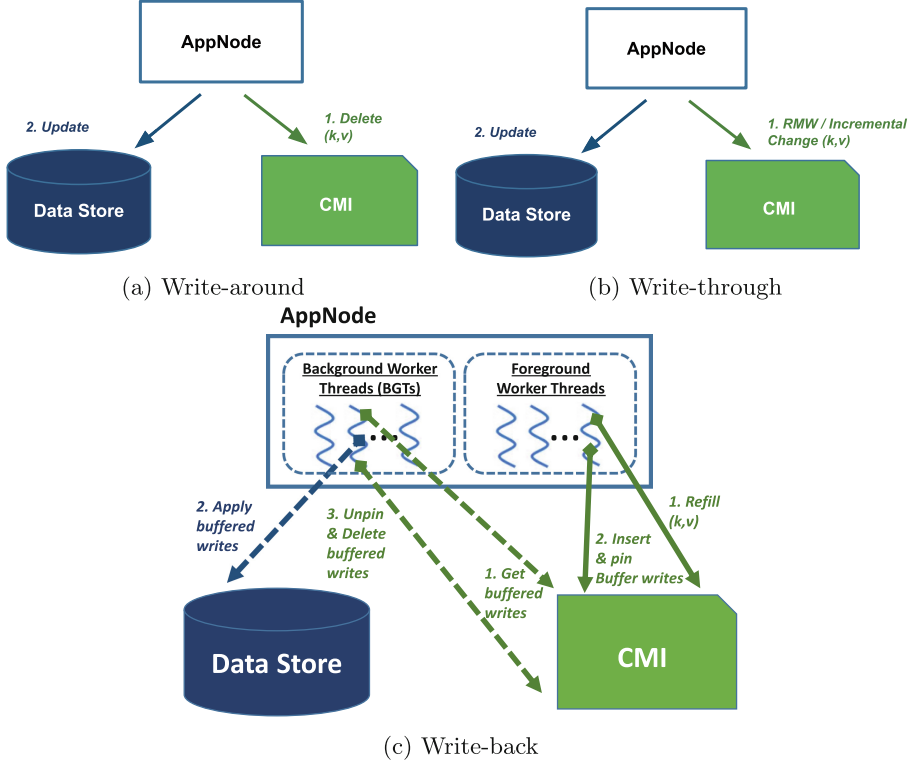 AppNode
2. Update
1. Delete
(k,v)
Data Store
CMI
(a) Write-around
AppNode
2. Update
1. RMW / Incremental
Change (k,v)
Data Store
CMI
(b) Write-through
AppNode
Background Worker
Threads (BGTs)
Foreground
Worker Threads
2. Apply
buffered
writes
3. Unpin
& Delete
buffered
writes
1. Get
buffered
writes
2. Insert
& pin
Buffer writes
1. Refill
(k,v)
Data Store
CMI
(c) Write-back